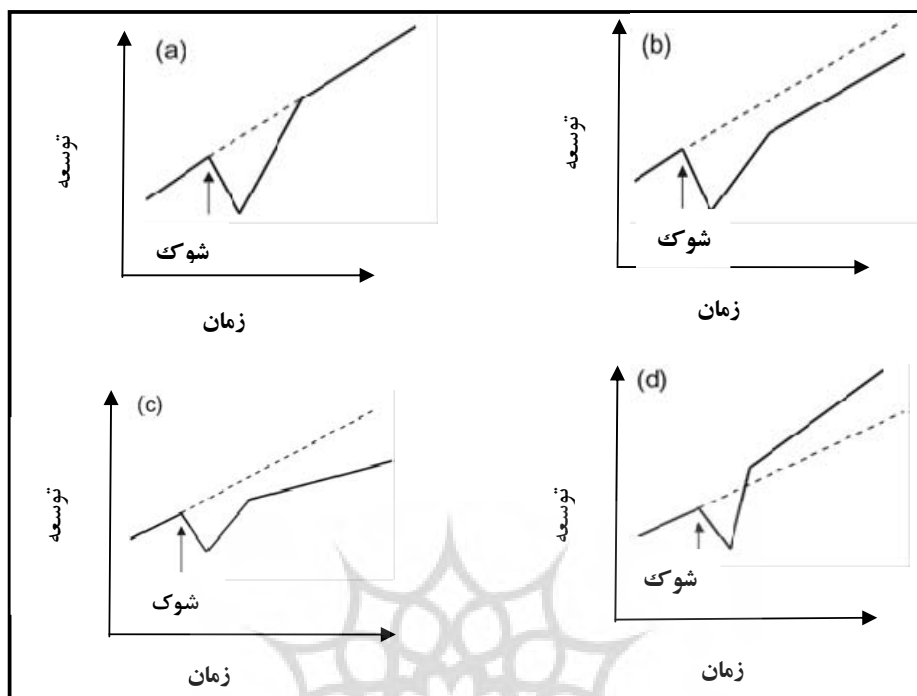 (a)
توسعه
شوک
زمان
(b)
توسعه
شوک
زمان
(c)
توسعه
شوک
زمان
(d)
توسعه
شوک
زمان